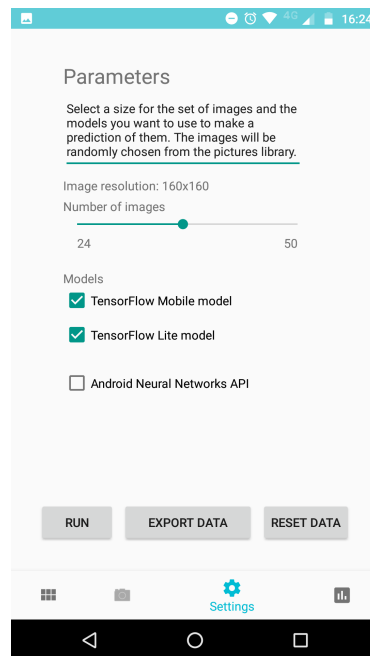 4G 16:24
Parameters
Select a size for the set of images and the
models you want to use to make a
prediction of them. The images will be
randomly chosen from the pictures library.
Image resolution: 160x160
Number of images
24 50
Models
TensorFlow Mobile model
TensorFlow Lite model
Android Neural Networks API
RUN EXPORT DATA RESET DATA
Settings